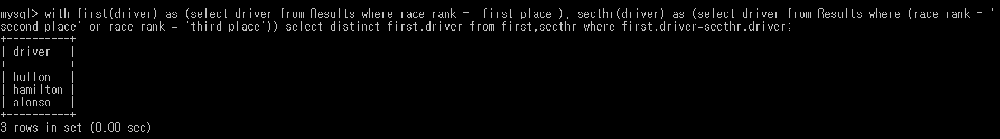 mysql> with first(driver) as (select driver from Results where race_rank = 'first place'), secthr(driver) as (select driver from Results where (race_rank = '
second place' or race_rank = 'third place')) select distinct first.driver from first,secthr where first.driver=secthr.driver;
+----------+
| driver   |
+----------+
| button   |
| hamilton |
| alonso   |
+----------+
3 rows in set (0.00 sec)